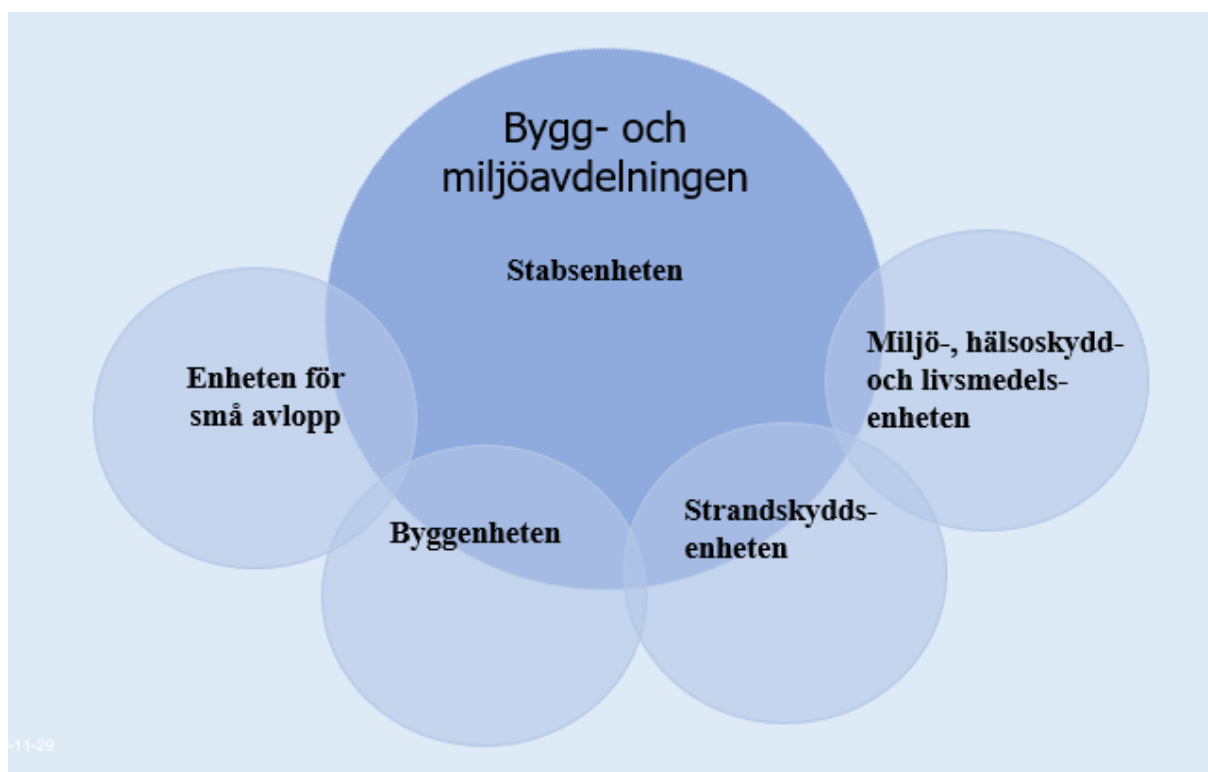 Bygg- och
miljöavdelningen
Stabsenheten
Enheten för
små avlopp
Byggenheten
Strandskydds-
enheten
Miljö-, hälsoskydd-
och livsmedels-
enheten
-11-29